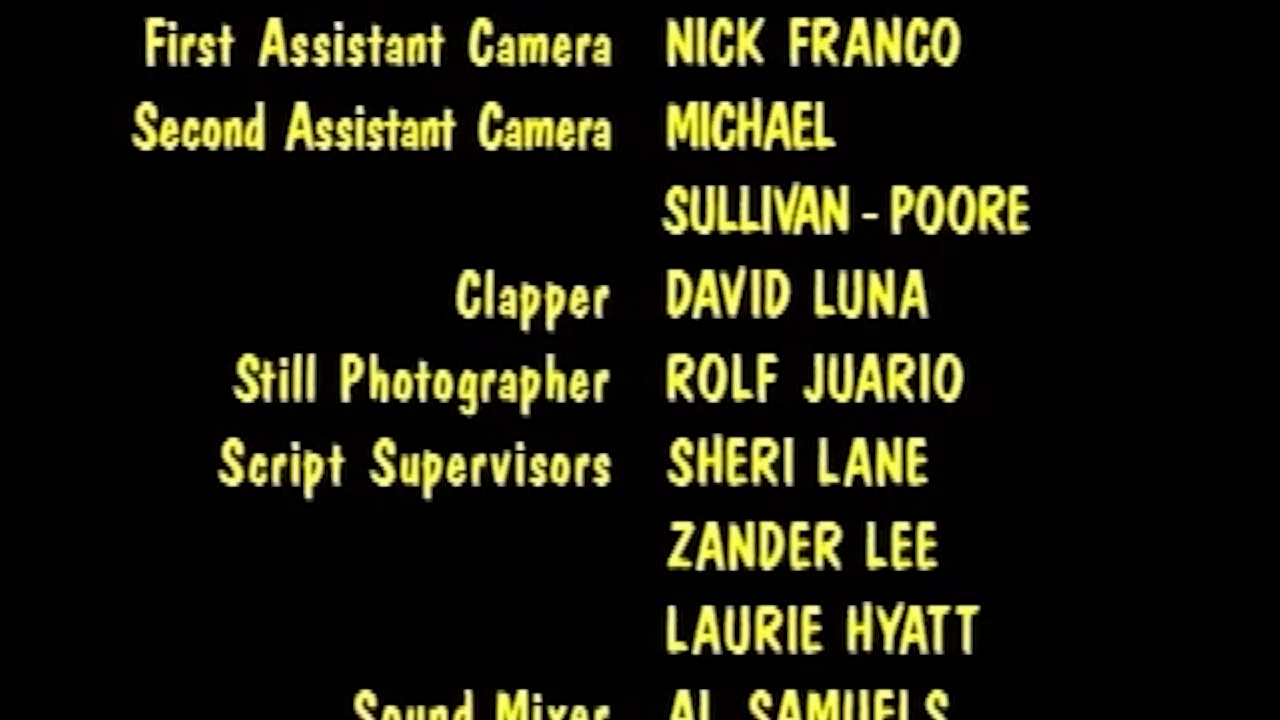 First Assistant Camera NICK FRANCO
Second Assistant Camera MICHAEL
SULLIVAN - POORE
Clapper DAVID LUNA
Still Photographer ROLF JUARIO
Script Supervisors SHERI LANE
ZANDER LEE
LAURIE HYATT
Sound Mixer AL SAMUELS